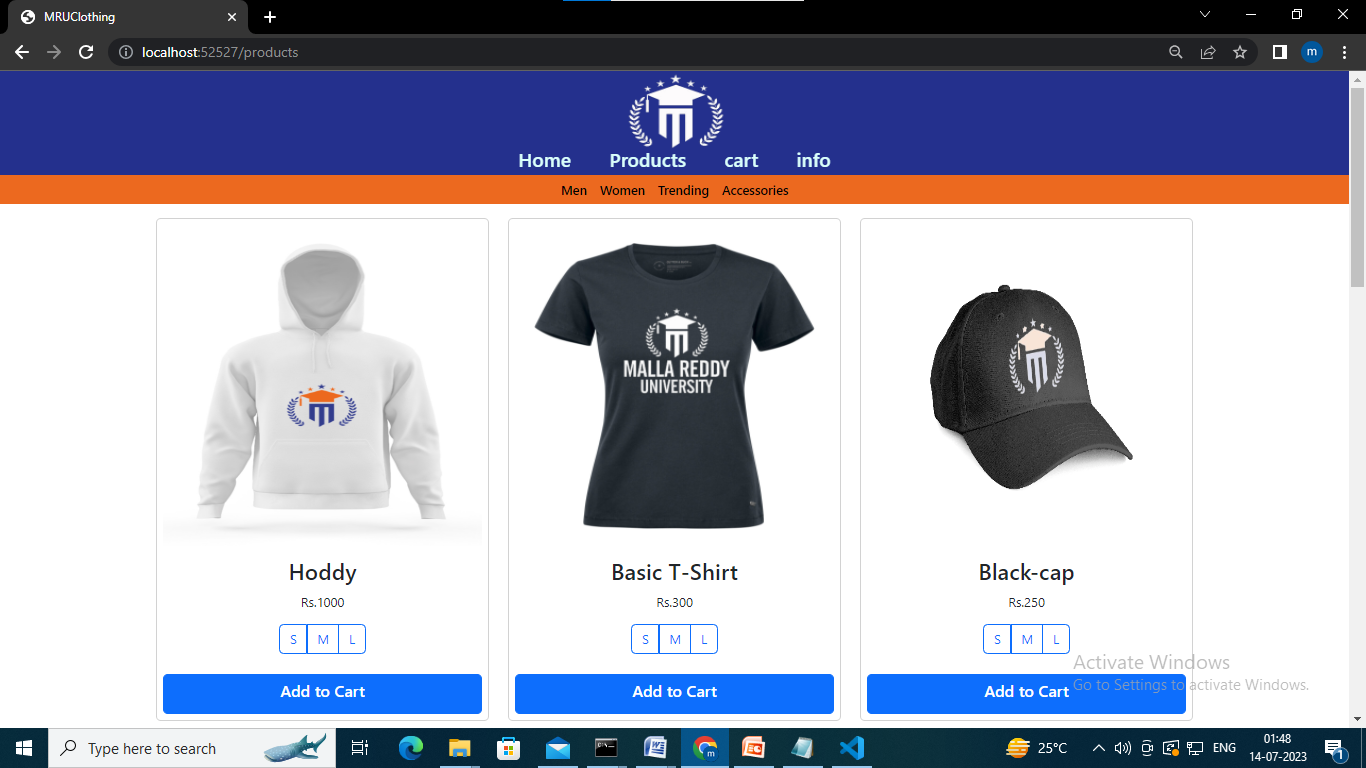 MRUClothing
localhost:52527/products
m
Home Products cart info
Men Women Trending Accessories
MALLA REDDY
UNIVERSITY
Hoddy Basic T-Shirt Black-cap
Rs.1000 Rs.300 Rs.250
S M L S M L S M L
Activate Windows
Go to Settings to activate Windows.
Add to Cart Add to Cart Add to Cart
Type here to search
25°C
ENG
01:48
14-07-2023
1